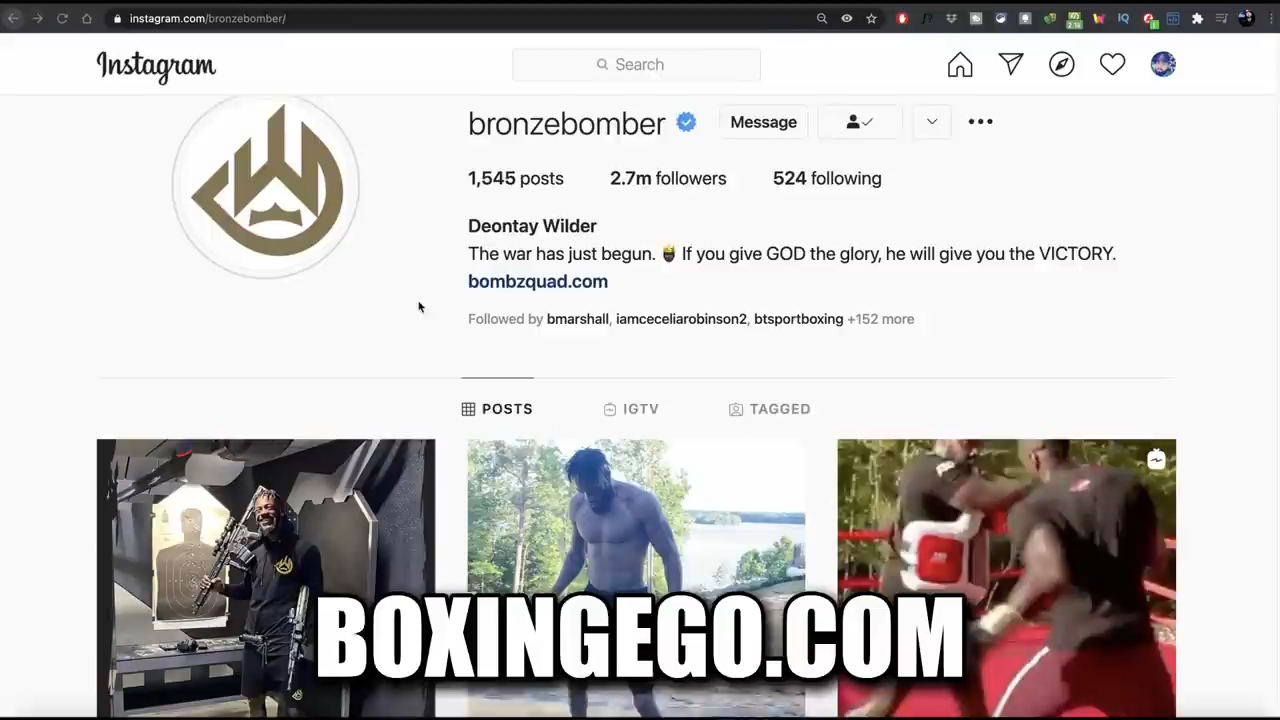 instagram.com/bronzebomber/
IQ
Instagram
Search
bronzebomber
Message
1,545 posts
2.7m followers
524 following
Deontay Wilder
The war has just begun. If you give GOD the glory, he will give you the VICTORY.
bombzquad.com
Followed by bmarshall, iamceceliarobinson2, btsportboxing +152 more
POSTS
IGTV
TAGGED
BOXINGEGO.COM